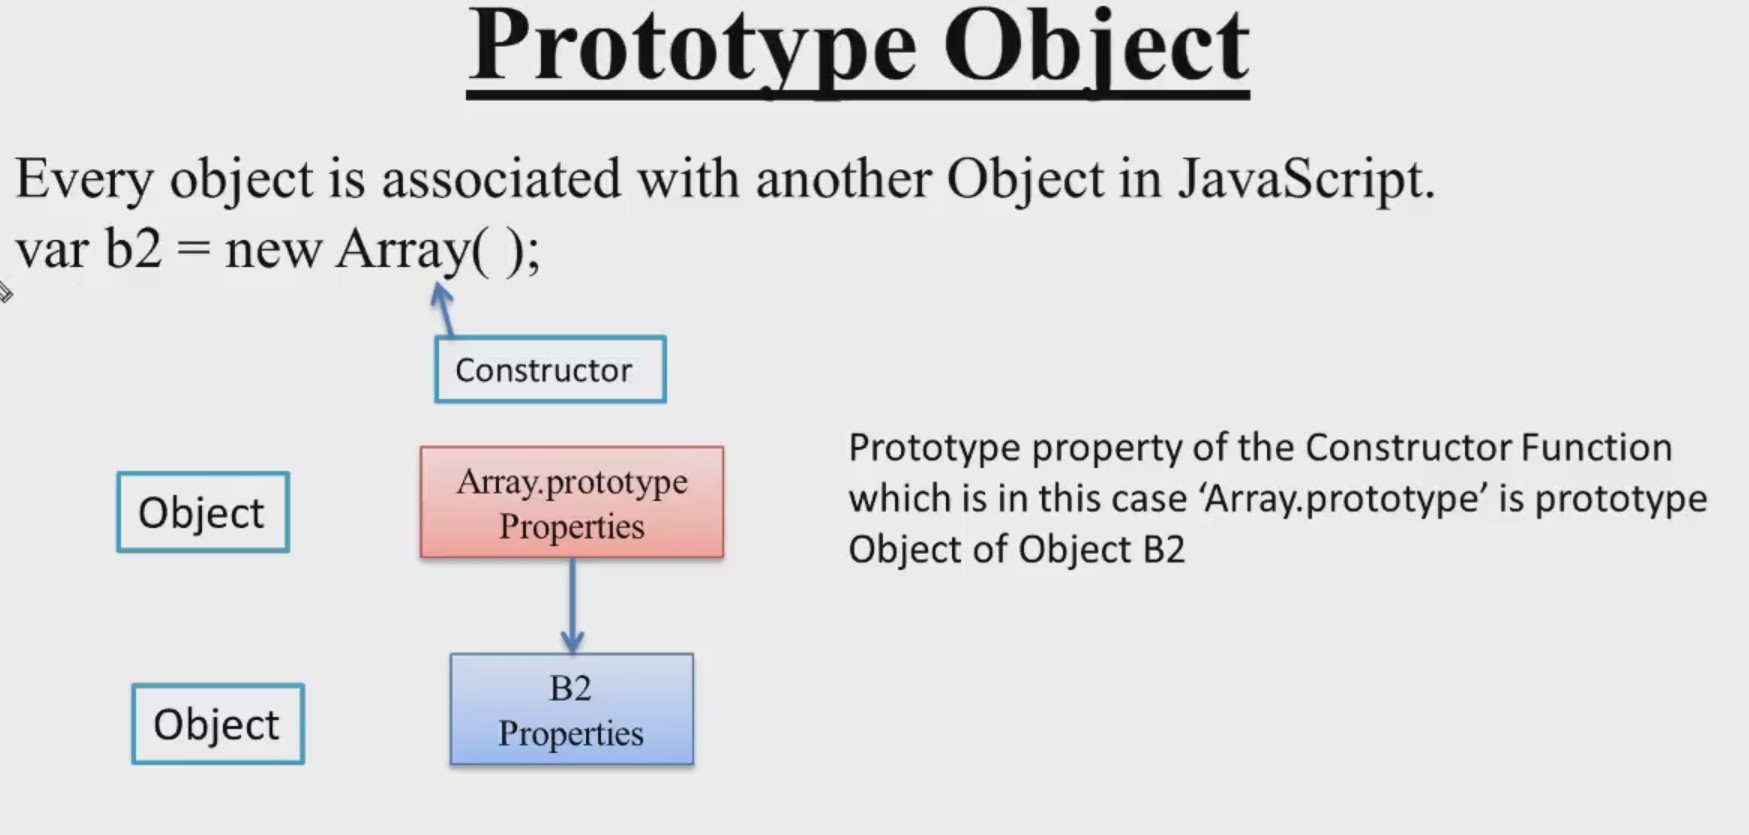 Prototype Object
Every object is associated with another Object in JavaScript.
var b2 = new Array( );
Constructor
Object
Array.prototype
Properties
Prototype property of the Constructor Function
which is in this case ‘Array.prototype’ is prototype
Object of Object B2
Object
B2
Properties